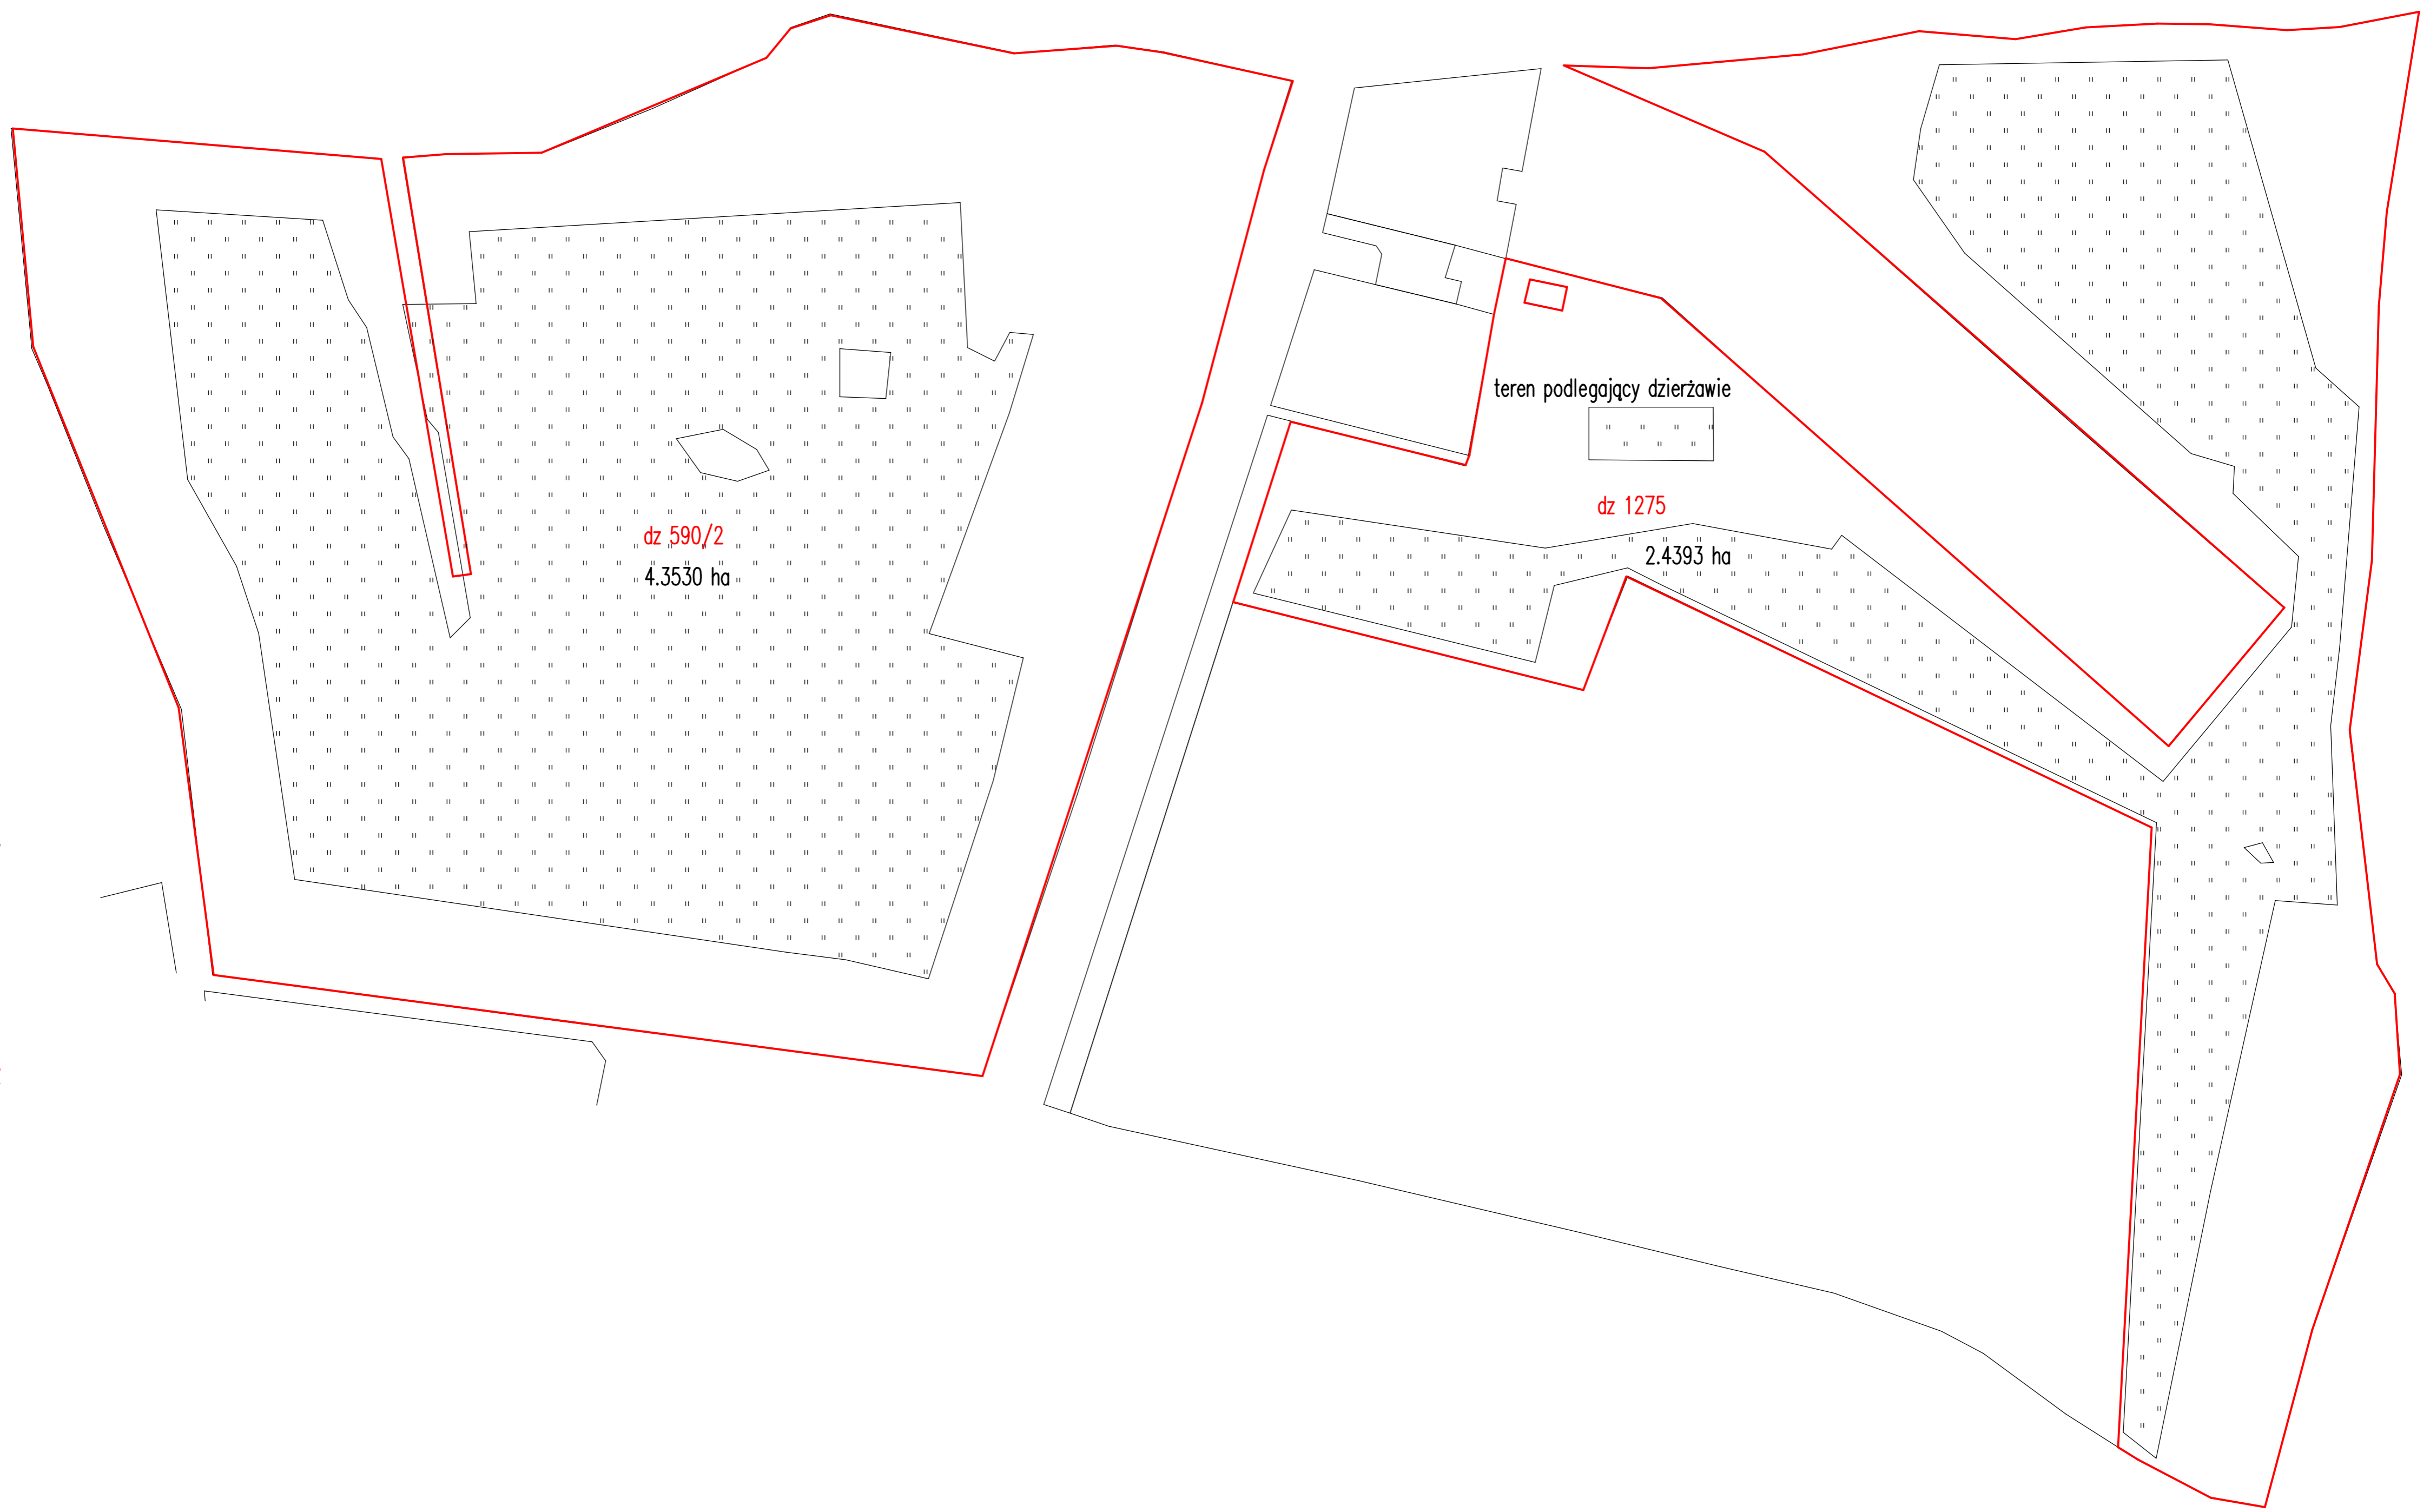 teren podlegający dzierżawie
dz 1275
2.4393 ha
dz 590/2
4.3530 ha